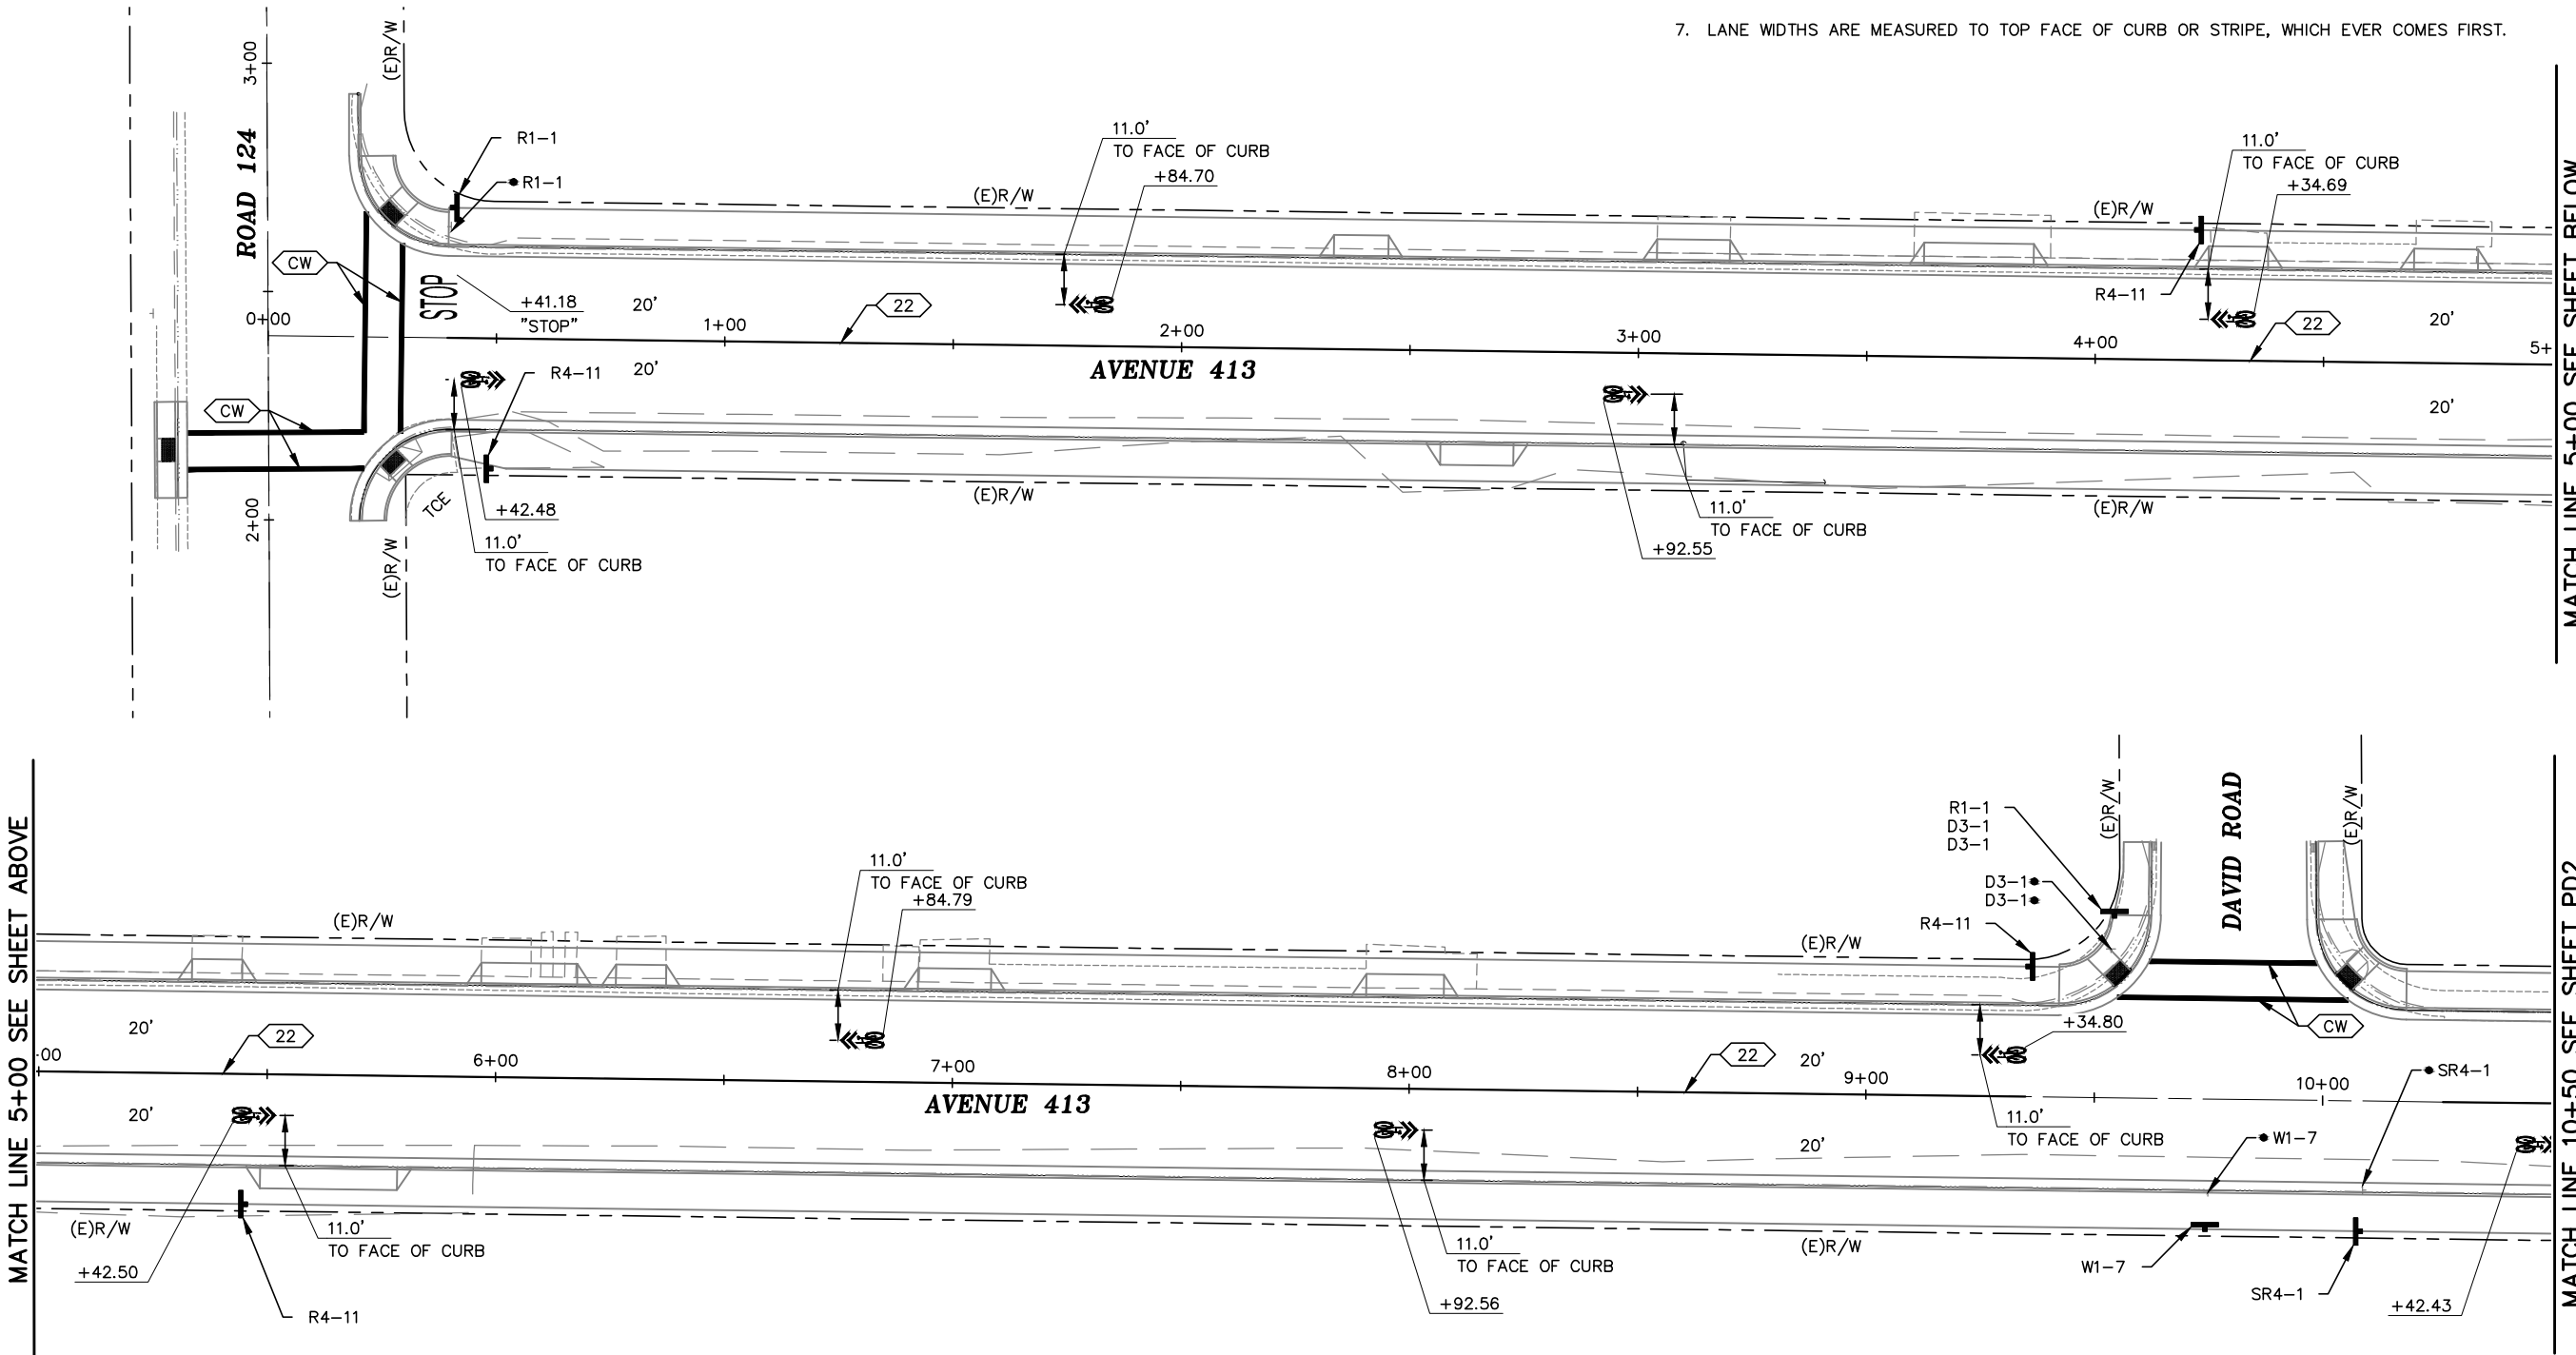 7. LANE WIDTHS ARE MEASURED TO TOP FACE OF CURB OR STRIPE, WHICH EVER COMES FIRST.
3+00
(E)R/W
ROAD 124
R1-1
R1-1
11.0'
TO FACE OF CURB
+84.70
(E)R/W
11.0'
TO FACE OF CURB
+34.69
(E)R/W
R4-11
CW
STOP
+41.18
"STOP"
20'
22
0+00
1+00
2+00
3+00
4+00
5+
22
20'
AVENUE 413
R4-11
20'
20'
CW
2+00
TCE
+42.48
11.0'
TO FACE OF CURB
(E)R/W
(E)R/W
11.0'
TO FACE OF CURB
+92.55
(E)R/W
MATCH LINE 5+00 SEE SHEET BELOW
MATCH LINE 5+00 SEE SHEET ABOVE
(E)R/W
11.0'
TO FACE OF CURB
+84.79
(E)R/W
R1-1
D3-1
D3-1
D3-1
D3-1
R4-11
(E)R/W
DAVID ROAD
(E)R/W
+34.80
CW
20'
22
-00
6+00
7+00
8+00
22
20'
9+00
10+00
SR4-1
AVENUE 413
20'
11.0'
TO FACE OF CURB
20'
W1-7
(E)R/W
11.0'
TO FACE OF CURB
+42.50
R4-11
11.0'
TO FACE OF CURB
+92.56
(E)R/W
W1-7
SR4-1
+42.43
MATCH LINE 10+50 SEE SHEET PD2